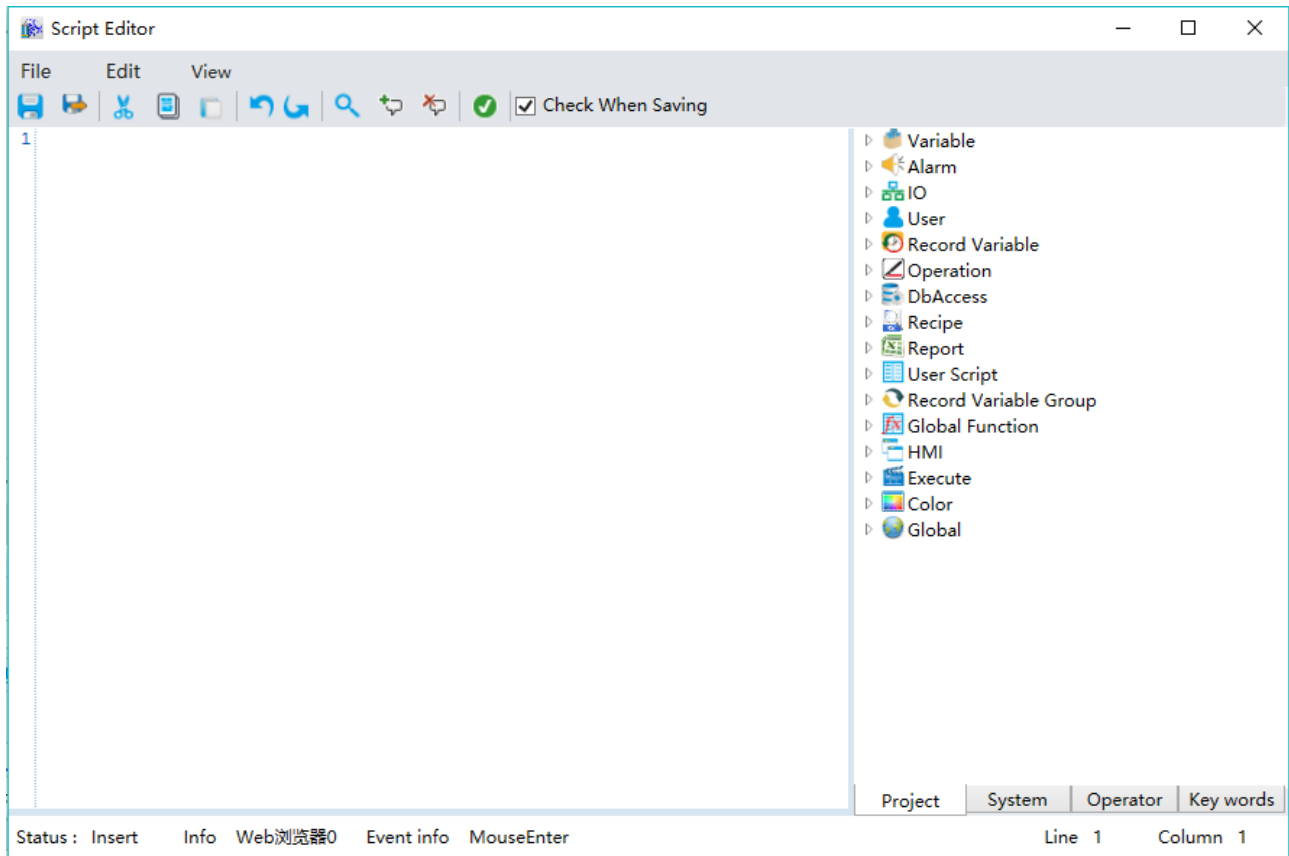 Script Editor
File Edit View
Check When Saving
1
Variable
Alarm
IO
User
Record Variable
Operation
DbAccess
Recipe
Report
User Script
Record Variable Group
Global Function
HMI
Execute
Color
Global
Project System Operator Key words
Status : Insert Info Web浏览器0 Event info MouseEnter Line 1 Column 1